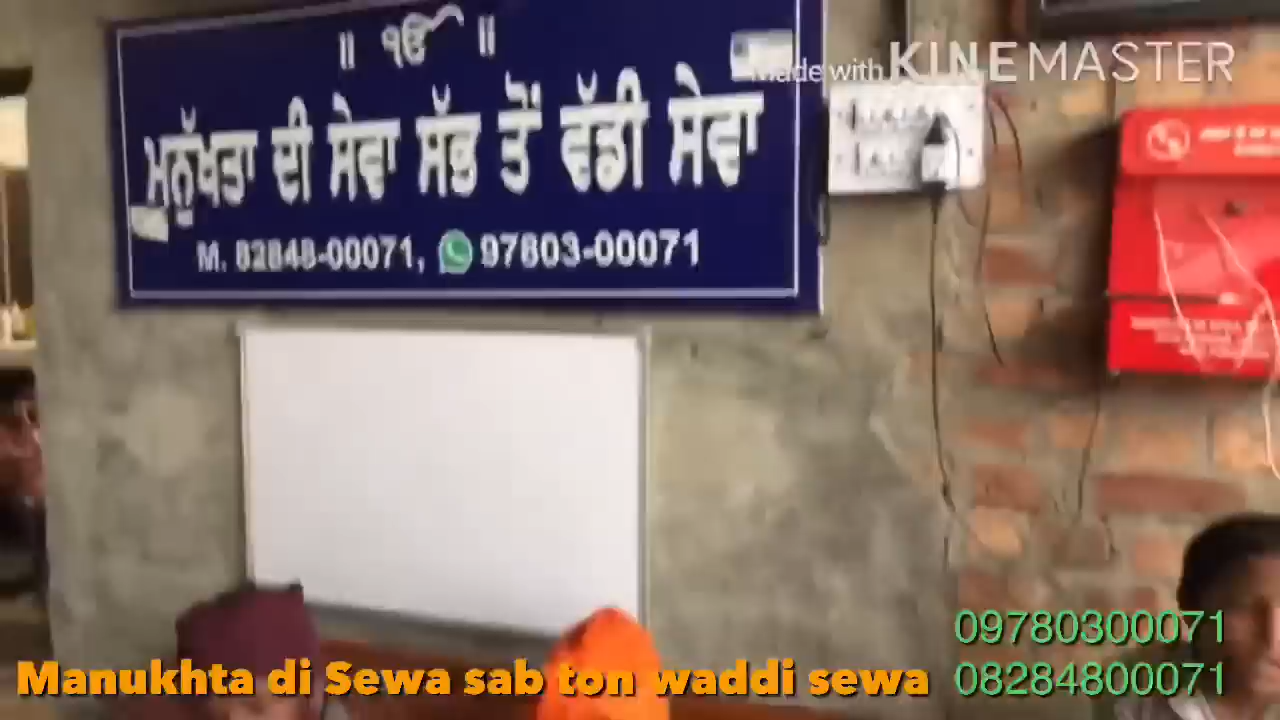 ॥ ੴ ॥
Made with KINEMASTER
ਮਨੁੱਖਤਾ ਦੀ ਸੇਵਾ ਸੱਭ ਤੋਂ ਵੱਡੀ ਸੇਵਾ
M. 82848-00071, 97803-00071
09780300071
Manukhta di Sewa sab ton waddi sewa 08284800071